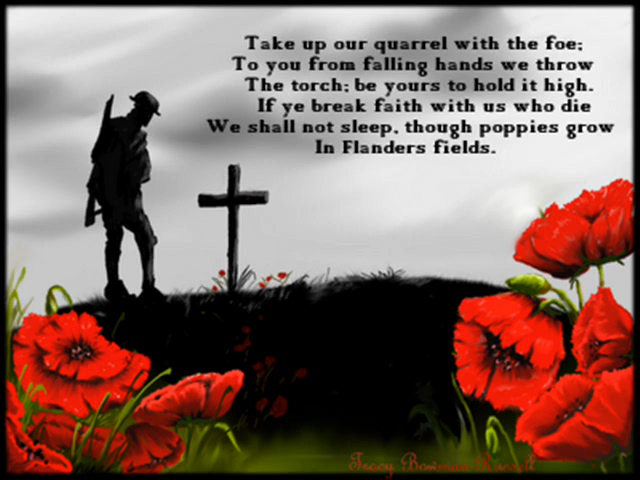 Take up our quarrel with the foe;
To you from falling hands we throw
The torch; be yours to hold it high.
If ye break faith with us who die
We shall not sleep, though poppies grow
In Flanders fields.
Tracy Bowman Russell